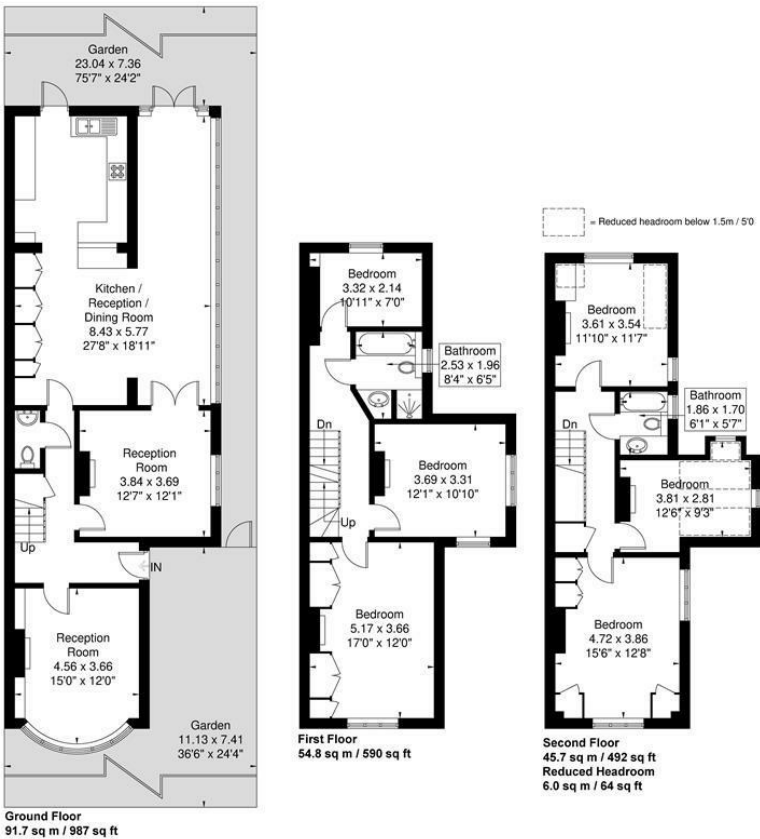 Garden
23.04 x 7.36
75'7" x 24'2"
Kitchen /
Reception /
Dining Room
8.43 x 5.77
27'8" x 18'11"
Reception
Room
3.84 x 3.69
12'7" x 12'1"
Up
IN
Reception
Room
4.56 x 3.66
15'0" x 12'0"
Garden
11.13 x 7.41
36'6" x 24'4"
Ground Floor
91.7 sq m / 987 sq ft
Bedroom
3.32 x 2.14
10'11" x 7'0"
Bathroom
2.53 x 1.96
8'4" x 6'5"
Dn
Bedroom
3.69 x 3.31
12'1" x 10'10"
Up
Bedroom
5.17 x 3.66
17'0" x 12'0"
First Floor
54.8 sq m / 590 sq ft
= Reduced headroom below 1.5m / 5'0
Bedroom
3.61 x 3.54
11'10" x 11'7"
Bathroom
1.86 x 1.70
6'1" x 5'7"
Dn
Bedroom
3.81 x 2.81
12'6" x 9'3"
Bedroom
4.72 x 3.86
15'6" x 12'8"
Second Floor
45.7 sq m / 492 sq ft
Reduced Headroom
6.0 sq m / 64 sq ft